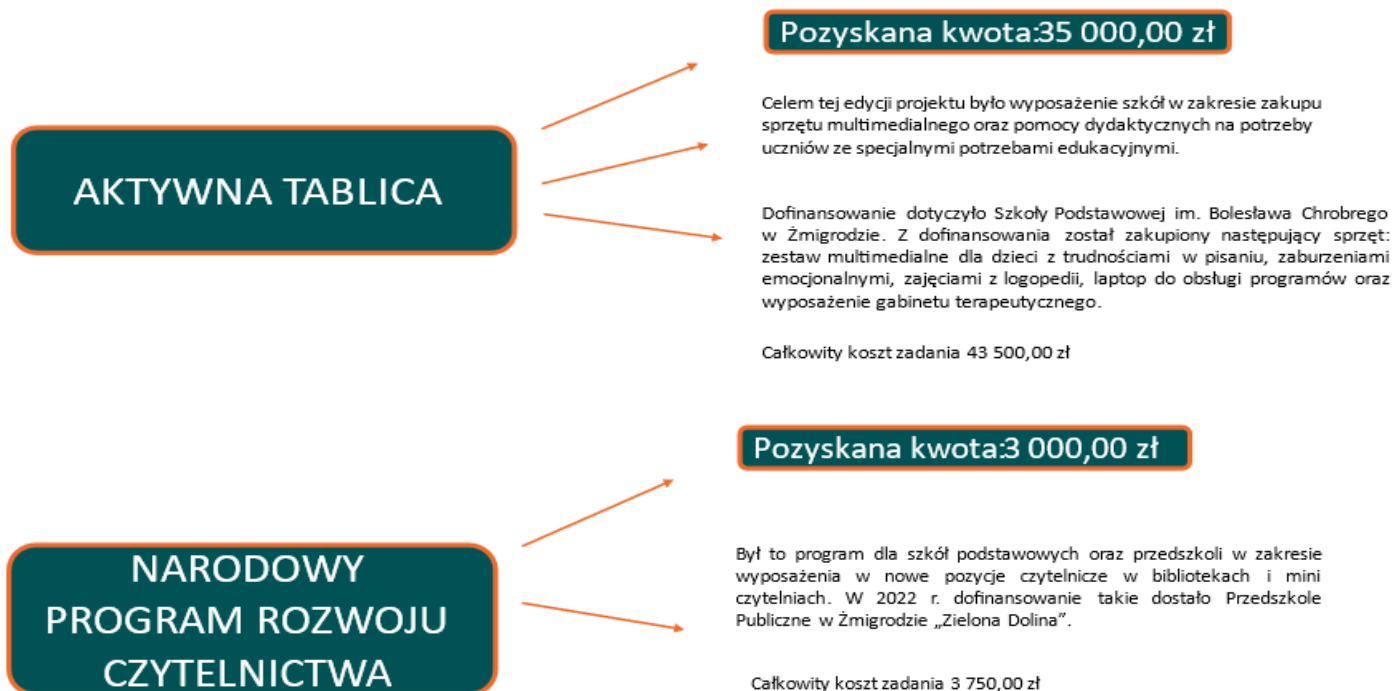 Pozyskana kwota:35 000,00 zł
AKTYWNA TABLICA
Celem tej edycji projektu było wyposażenie szkół w zakresie zakupu
sprzętu multimedialnego oraz pomocy dydaktycznych na potrzeby
uczniów ze specjalnymi potrzebami edukacyjnymi.
Dofinansowanie dotyczyło Szkoły Podstawowej im. Bolesława Chrobrego
w Żmigrodzie. Z dofinansowania został zakupiony następujący sprzęt:
zestaw multimedialne dla dzieci z trudnościami w pisaniu, zaburzeniami
emocjonalnymi, zajęciami z logopedii, laptop do obsługi programów oraz
wyposażenie gabinetu terapeutycznego.
Całkowity koszt zadania 43 500,00 zł
Pozyskana kwota:3 000,00 zł
NARODOWY
PROGRAM ROZWOJU
CZYTELNICTWA
Był to program dla szkół podstawowych oraz przedszkoli w zakresie
wyposażenia w nowe pozycje czytelnicze w bibliotekach i mini
czytelniach. W 2022 r. dofinansowanie takie dostało Przedszkole
Publiczne w Żmigrodzie „Zielona Dolina”.
Całkowity koszt zadania 3 750,00 zł